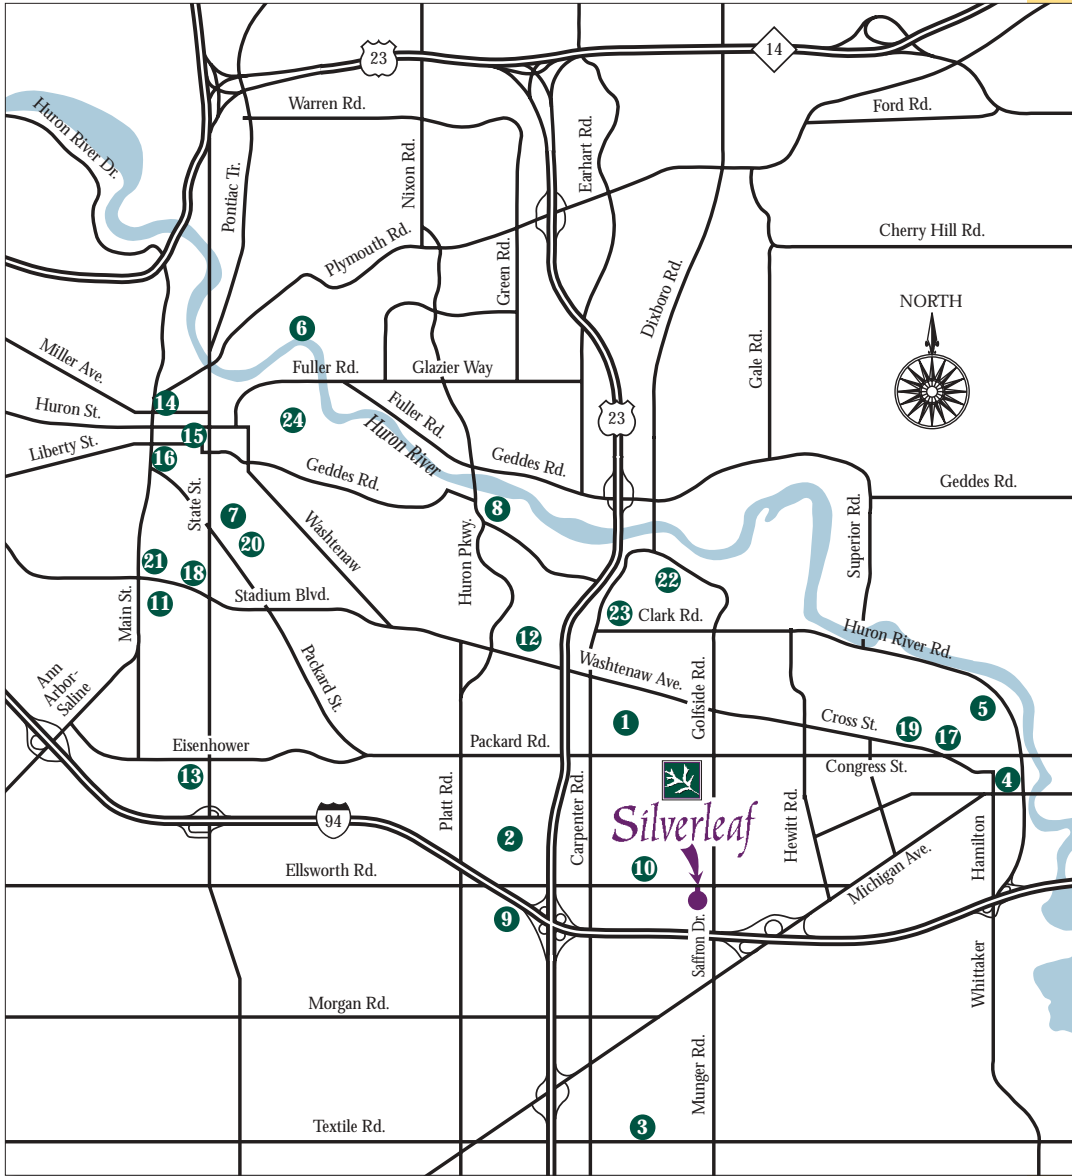 23
14
Warren Rd.
Ford Rd.
Huron River Dr.
Pontiac Tr.
Nixon Rd.
Earhart Rd.
Plymouth Rd.
Green Rd.
Cherry Hill Rd.
Dixboro Rd.
NORTH
6
Gale Rd.
Miller Ave.
Fuller Rd.
Glazier Way
14
Huron St.
24
Fuller Rd.
23
15
Liberty St.
16
Huron River
Geddes Rd.
Geddes Rd.
Geddes Rd.
State St.
7
8
Washtenaw
Superior Rd.
20
Huron Pkwy.
21
18
22
Stadium Blvd.
11
23
Clark Rd.
Main St.
12
Huron River Rd.
Ann
Arbor-
Saline
Packard St.
Washtenaw Ave.
Golfside Rd.
5
1
Cross St.
19
17
Eisenhower
Packard Rd.
Congress St.
13
4
Platt Rd.
Carpenter Rd.
Silverleaf
Hewitt Rd.
94
2
Hamilton
Ellsworth Rd.
10
Michigan Ave.
9
Saffron Dr.
Whittaker
Morgan Rd.
Munger Rd.
Textile Rd.
3